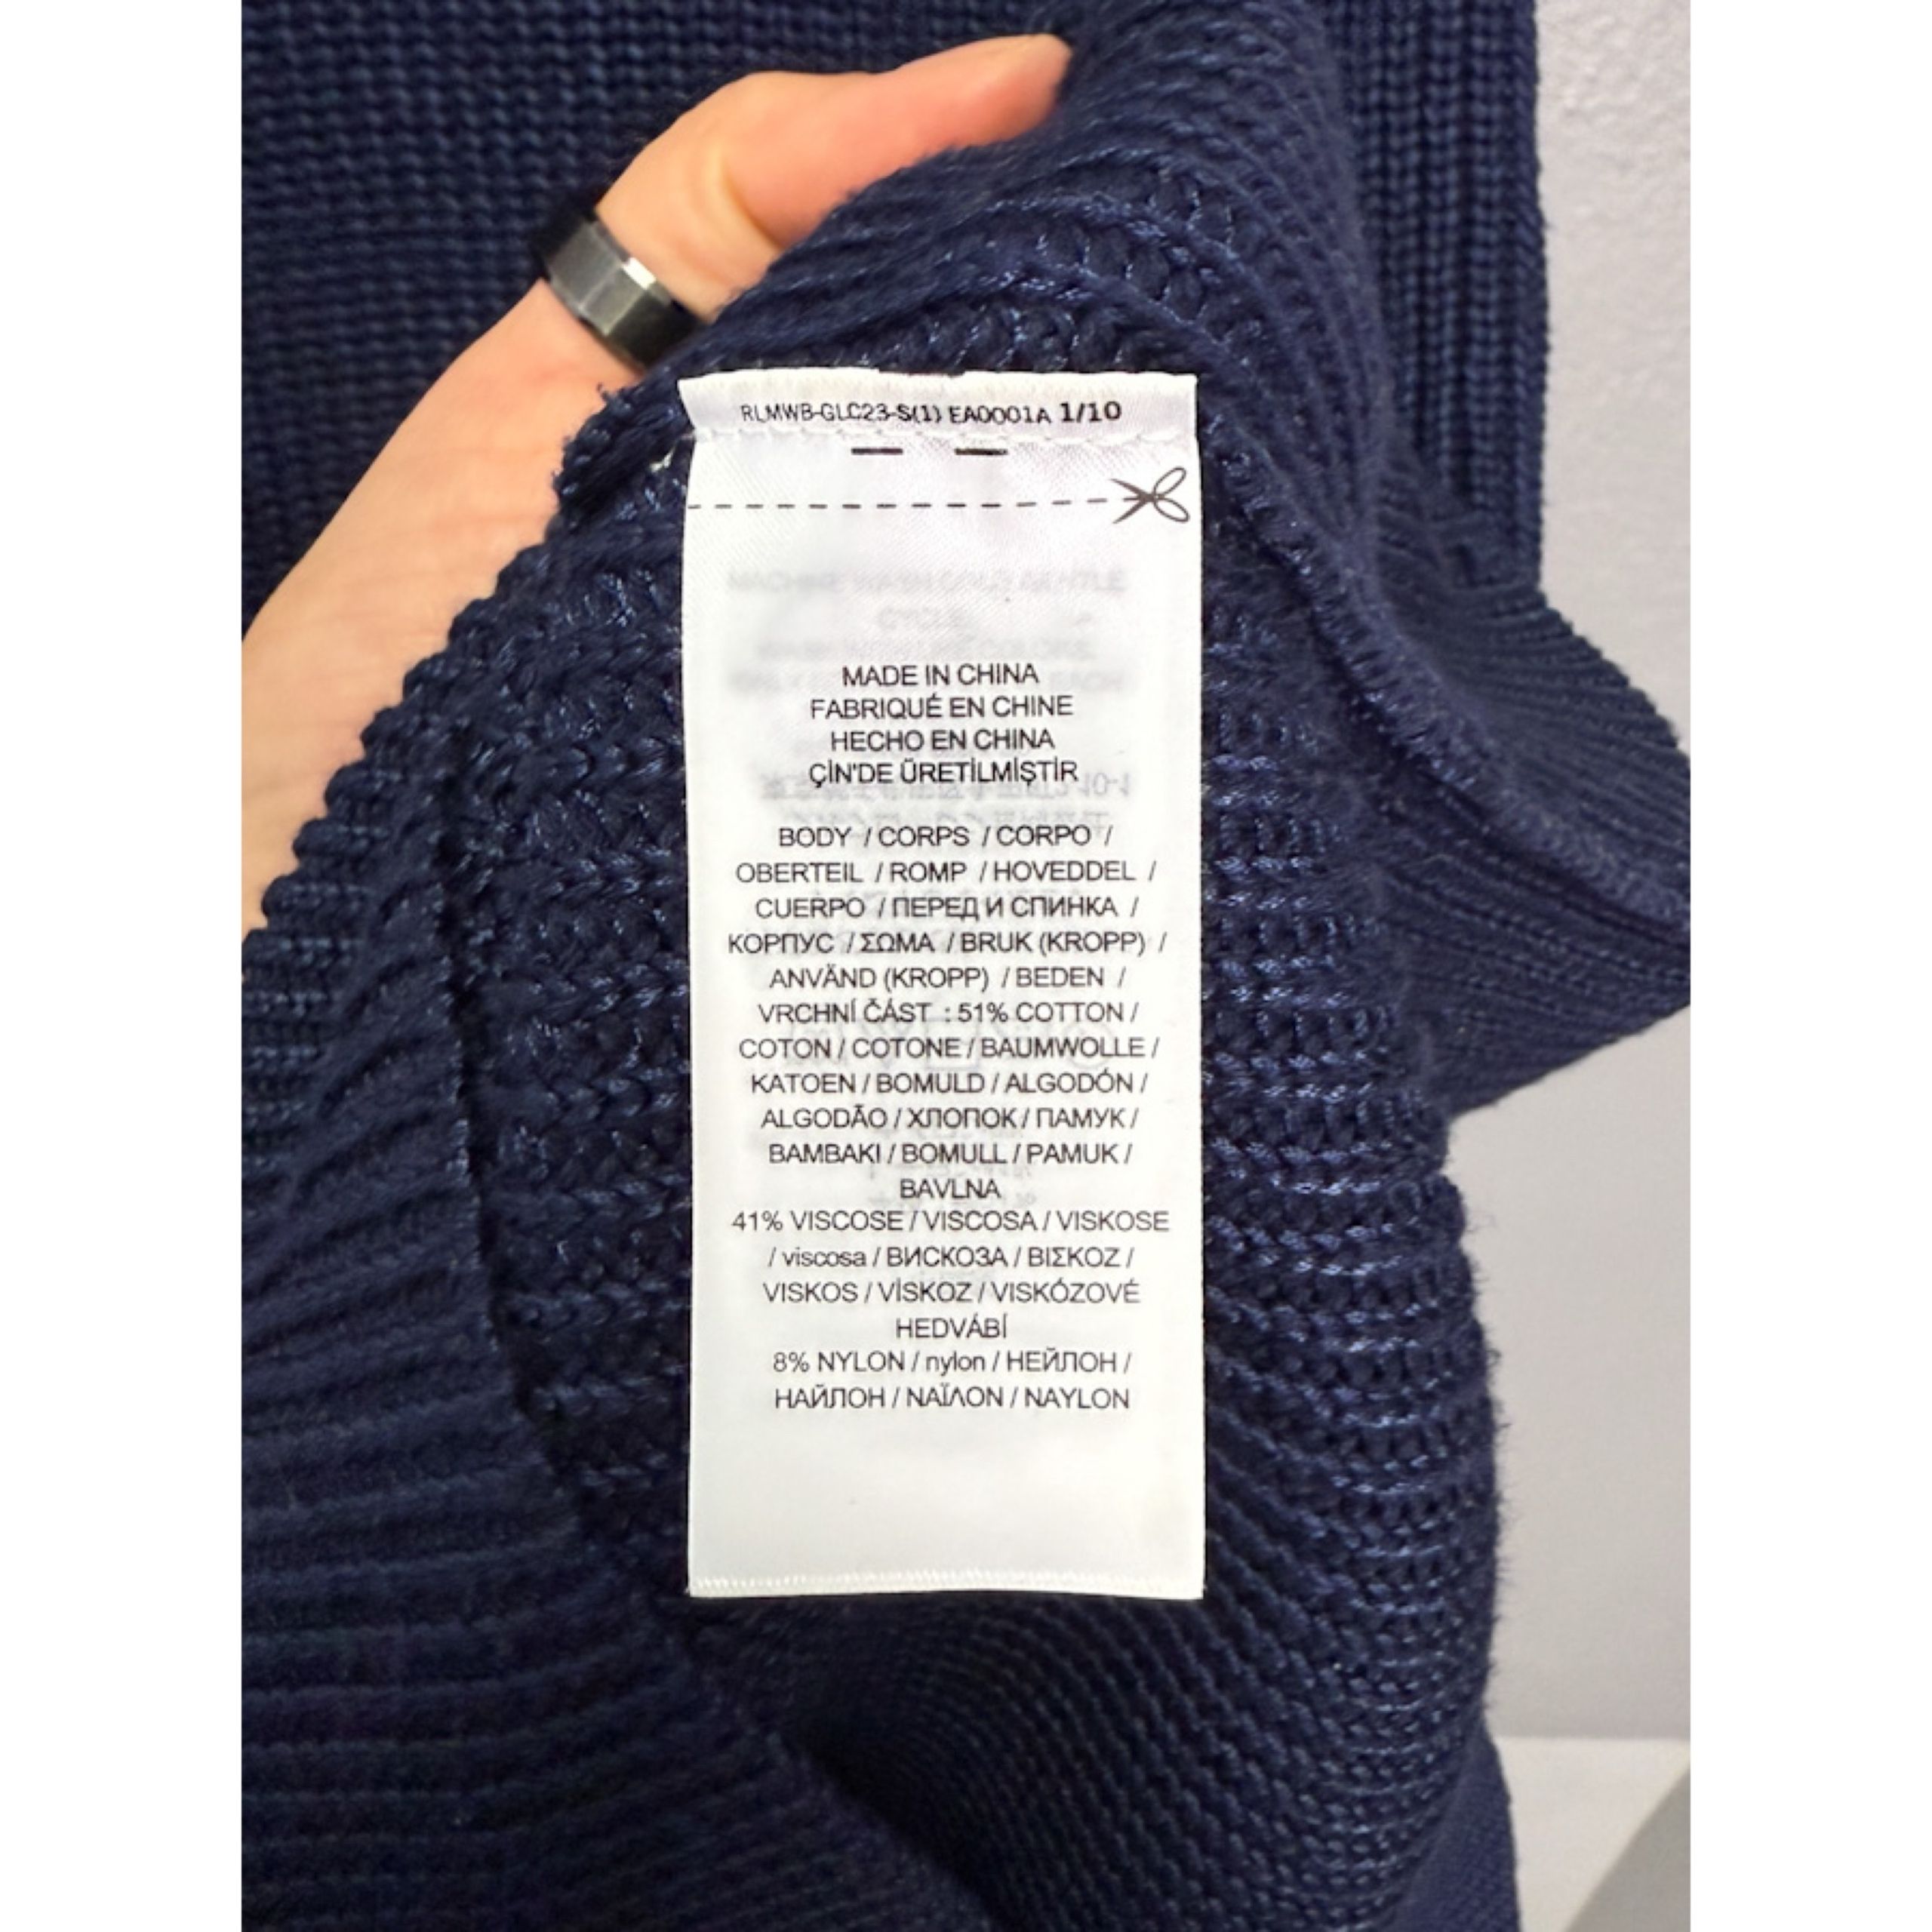 RLMWB-GLC23-S(1) EA0001A 1/10
MADE IN CHINA
FABRIQUÉ EN CHINE
HECHO EN CHINA
ÇİN'DE ÜRETİLMİŞTİR
BODY / CORPS / CORPO /
OBERTEIL / ROMP / HOVEDDEL /
CUERPO / ПЕРЕД И СПИНКА /
КОРПУС / ΣΩΜΑ / BRUK (KROPP) /
ANVÄND (KROPP) / BEDEN /
VRCHNÍ ČÁST : 51% COTTON /
COTON / COTONE / BAUMWOLLE /
KATOEN / BOMULD / ALGODÓN /
ALGODÃO / ХЛОПОК / ПАМУК /
BAMBAKI / BOMULL / PAMUK /
BAVLNA
41% VISCOSE / VISCOSA / VISKOSE
/ viscosa / ВИСКОЗА / ΒΙΣΚΟΖ /
VISKOS / VİSKOZ / VISKÓZOVÉ
HEDVÁBÍ
8% NYLON / nylon / НЕЙЛОН /
НАЙЛОН / ΝΑΪΛΟΝ / NAYLON